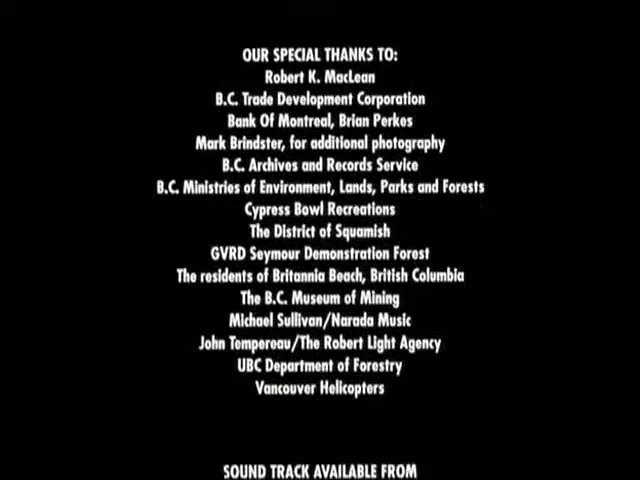 OUR SPECIAL THANKS TO:
Robert K. MacLean
B.C. Trade Development Corporation
Bank Of Montreal, Brian Perkes
Mark Brindster, for additional photography
B.C. Archives and Records Service
B.C. Ministries of Environment, Lands, Parks and Forests
Cypress Bowl Recreations
The District of Squamish
GVRD Seymour Demonstration Forest
The residents of Britannia Beach, British Columbia
The B.C. Museum of Mining
Michael Sullivan/Narada Music
John Tempereau/The Robert Light Agency
UBC Department of Forestry
Vancouver Helicopters
SOUND TRACK AVAILABLE FROM